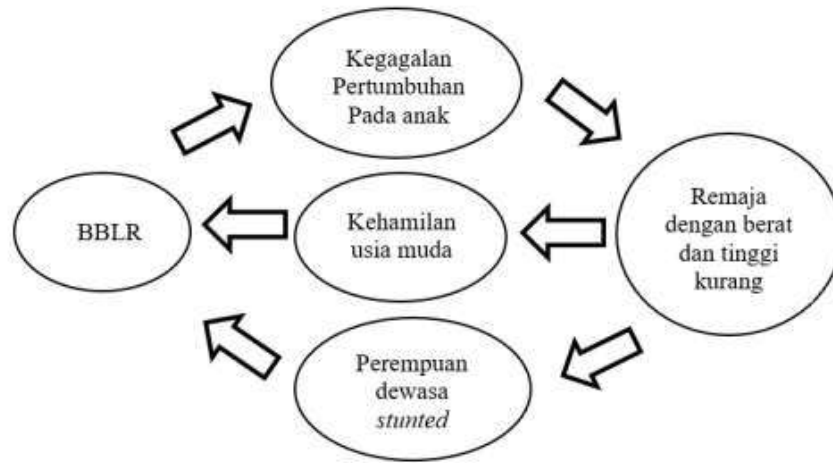 Kegagalan
Pertumbuhan
Pada anak
BBLR
Kehamilan
usia muda
Remaja
dengan berat
dan tinggi
kurang
Perempuan
dewasa
stunted